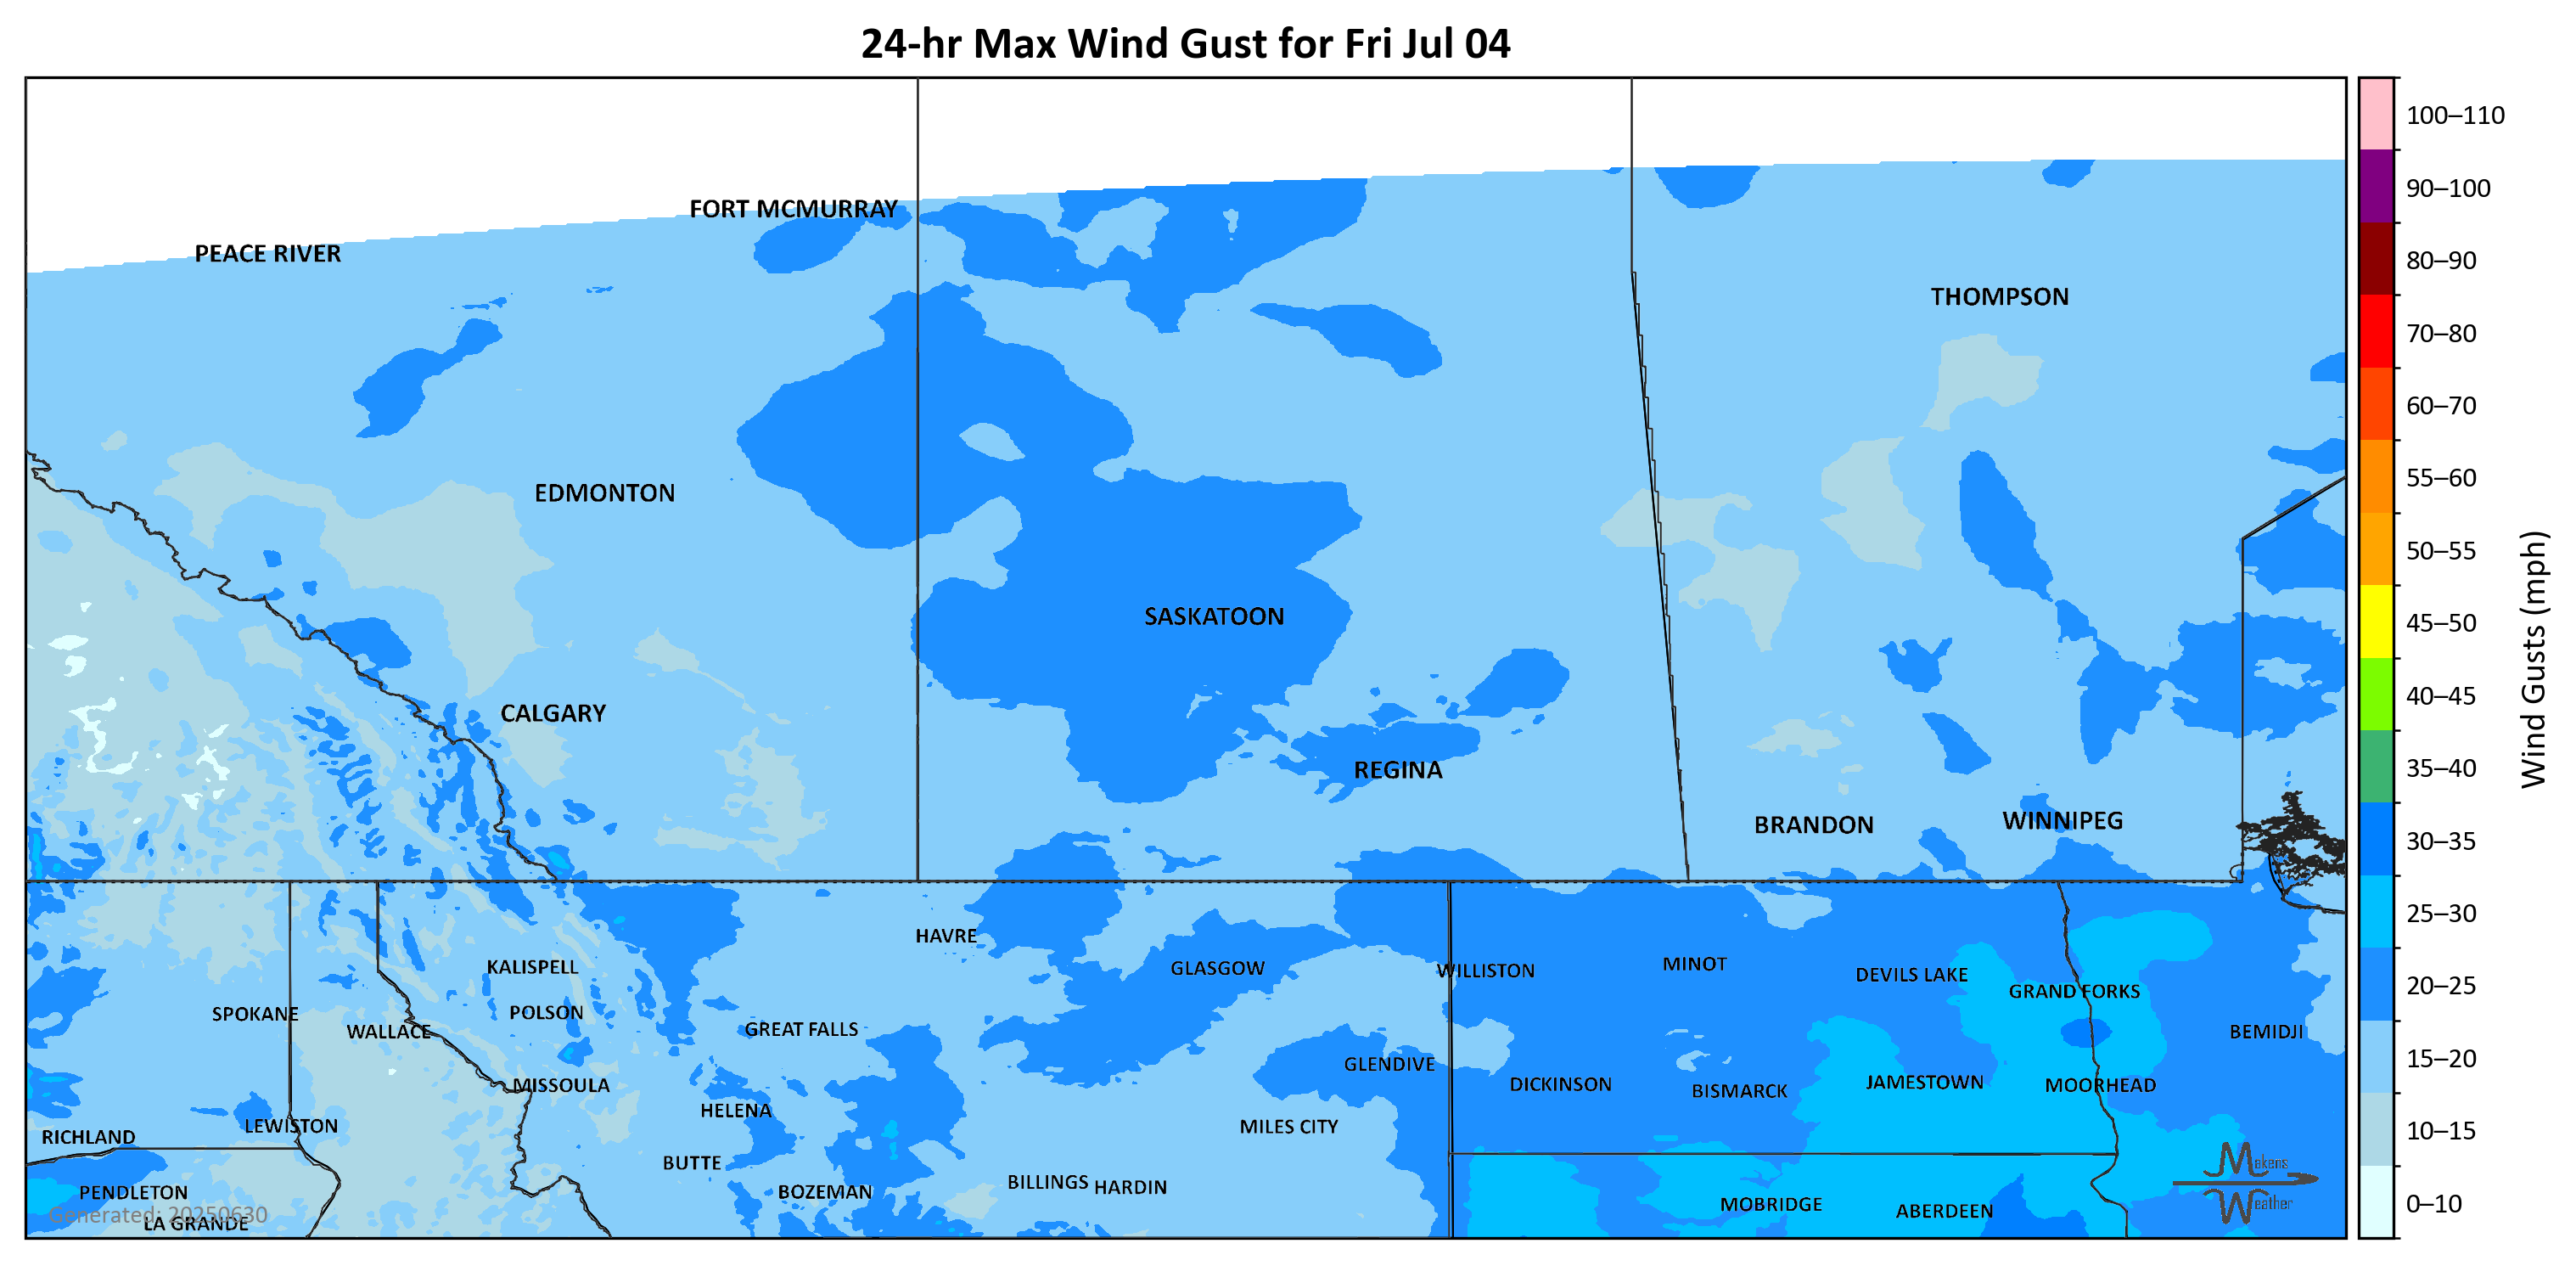 24-hr Max Wind Gust for Fri Jul 04
100–110
90–100
80–90
70–80
60–70
55–60
50–55
45–50
40–45
35–40
30–35
25–30
20–25
15–20
10–15
0–10
Wind Gusts (mph)
FORT MCMURRAY
PEACE RIVER
THOMPSON
EDMONTON
SASKATOON
CALGARY
REGINA
BRANDON
WINNIPEG
HAVRE
KALISPELL
GLASGOW
WILLISTON
MINOT
DEVILS LAKE
GRAND FORKS
SPOKANE
POLSON
WALLACE
GREAT FALLS
BEMIDJI
GLENDIVE
MISSOULA
DICKINSON
BISMARCK
JAMESTOWN
MOORHEAD
HELENA
LEWISTON
MILES CITY
RICHLAND
BUTTE
PENDLETON
BOZEMAN
BILLINGS
HARDIN
MOBRIDGE
ABERDEEN
LA GRANDE
Generated: 20250630
Makens
Weather